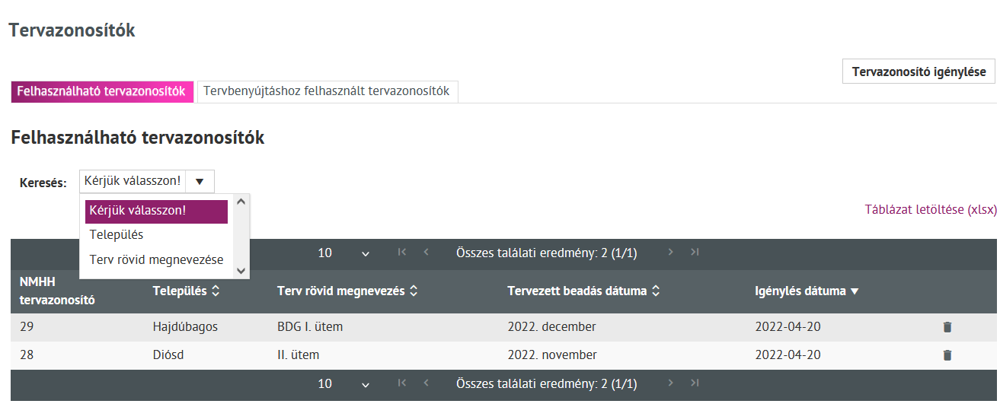 Tervazonosítók
Tervazonosító igénylése
Felhasználható tervazonosítók Tervbenyújtáshoz felhasznált tervazonosítók
Felhasználható tervazonosítók
Keresés: Kérjük válasszon!
Kérjük válasszon!
Település
Terv rövid megnevezése
Táblázat letöltése (xlsx)
10 Összes találati eredmény: 2 (1/1)
NMHH
tervazonosító Település Terv rövid megnevezés Tervezett beadás dátuma Igénylés dátuma
29 Hajdúbagos BDG I. ütem 2022. december 2022-04-20
28 Diósd II. ütem 2022. november 2022-04-20
10 Összes találati eredmény: 2 (1/1)